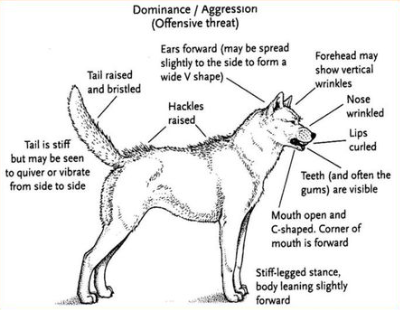 Dominance / Aggression
(Offensive threat)
Ears forward (may be spread
slightly to the side to form a
wide V shape)
Forehead may
show vertical
wrinkles
Tail raised
and bristled
Nose
wrinkled
Hackles
raised
Lips
curled
Tail is stiff
but may be seen
to quiver or vibrate
from side to side
Teeth (and often the
gums) are visible
Mouth open and
C-shaped. Corner of
mouth is forward
Stiff-legged stance,
body leaning slightly
forward